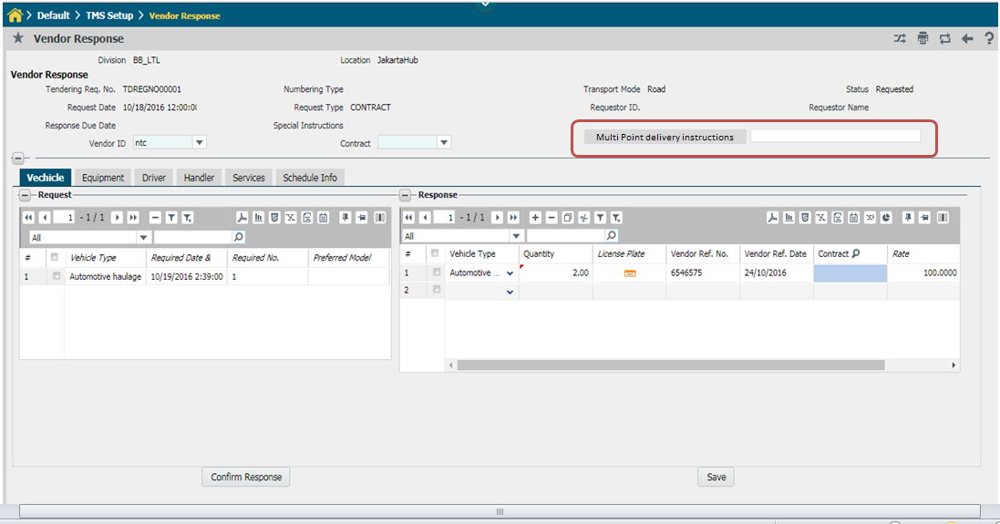 Default > TMS Setup > Vendor Response
Vendor Response
Division BB_LTL Location JakartaHub
Vendor Response
Tendering Req. No. TDREGNO00001 Numbering Type Transport Mode Road Status Requested
Request Date 10/18/2016 12:00:00 Request Type CONTRACT Requestor ID. Requestor Name
Response Due Date Special Instructions
Multi Point delivery instructions
Vendor ID ntc Contract
Vechicle Equipment Driver Handler Services Schedule Info
Request
1 - 1 / 1
All
# Vehicle Type Required Date & Required No. Preferred Model
1 Automotive haulage 10/19/2016 2:39:00 1
Response
1 - 1 / 1
All
# Vehicle Type Quantity License Plate Vendor Ref. No. Vendor Ref. Date Contract Rate
1 Automotive ... 2.00 6546575 24/10/2016 100.0000
2
Confirm Response Save